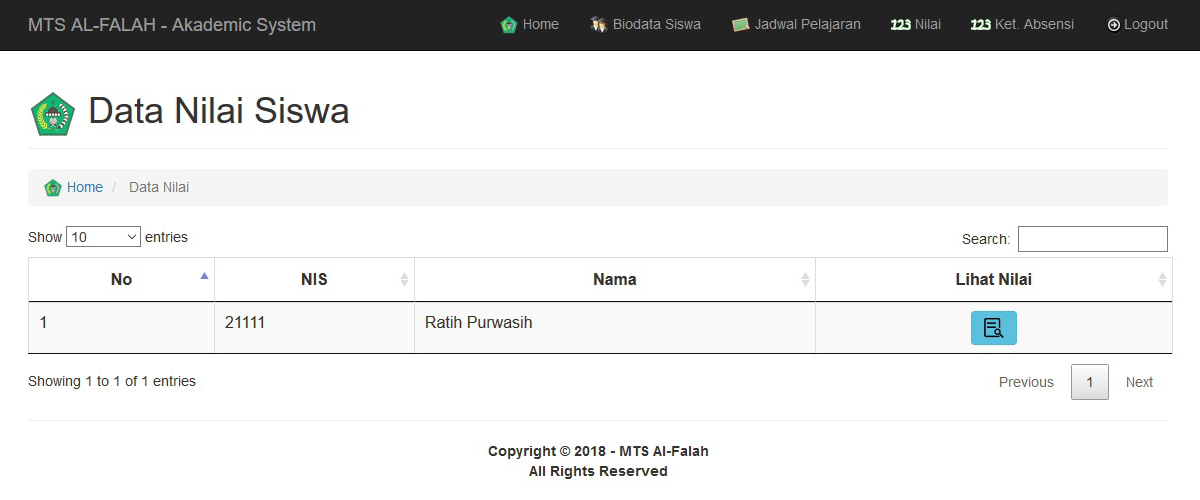 MTS AL-FALAH - Akademic System Home Biodata Siswa Jadwal Pelajaran 123 Nilai 123 Ket. Absensi Logout
Data Nilai Siswa
Home / Data Nilai
Show 10 entries Search:
No NIS Nama Lihat Nilai
1 21111 Ratih Purwasih
Showing 1 to 1 of 1 entries Previous 1 Next
Copyright © 2018 - MTS Al-Falah
All Rights Reserved